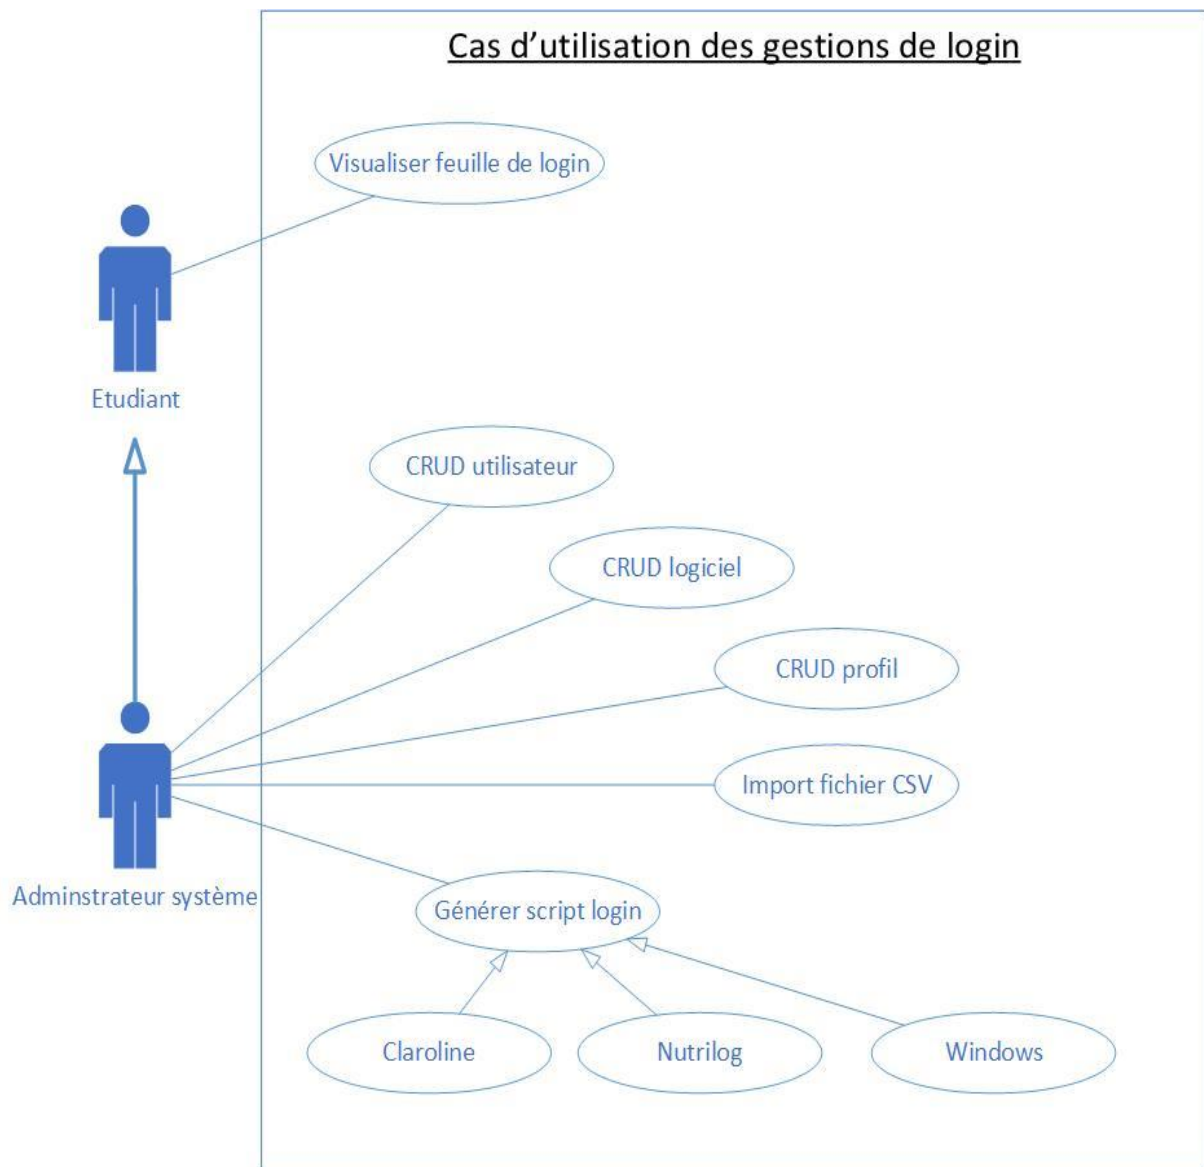 Cas d’utilisation des gestions de login
Visualiser feuille de login
Etudiant
CRUD utilisateur
CRUD logiciel
CRUD profil
Import fichier CSV
Adminstrateur système
Générer script login
Claroline
Nutrilog
Windows